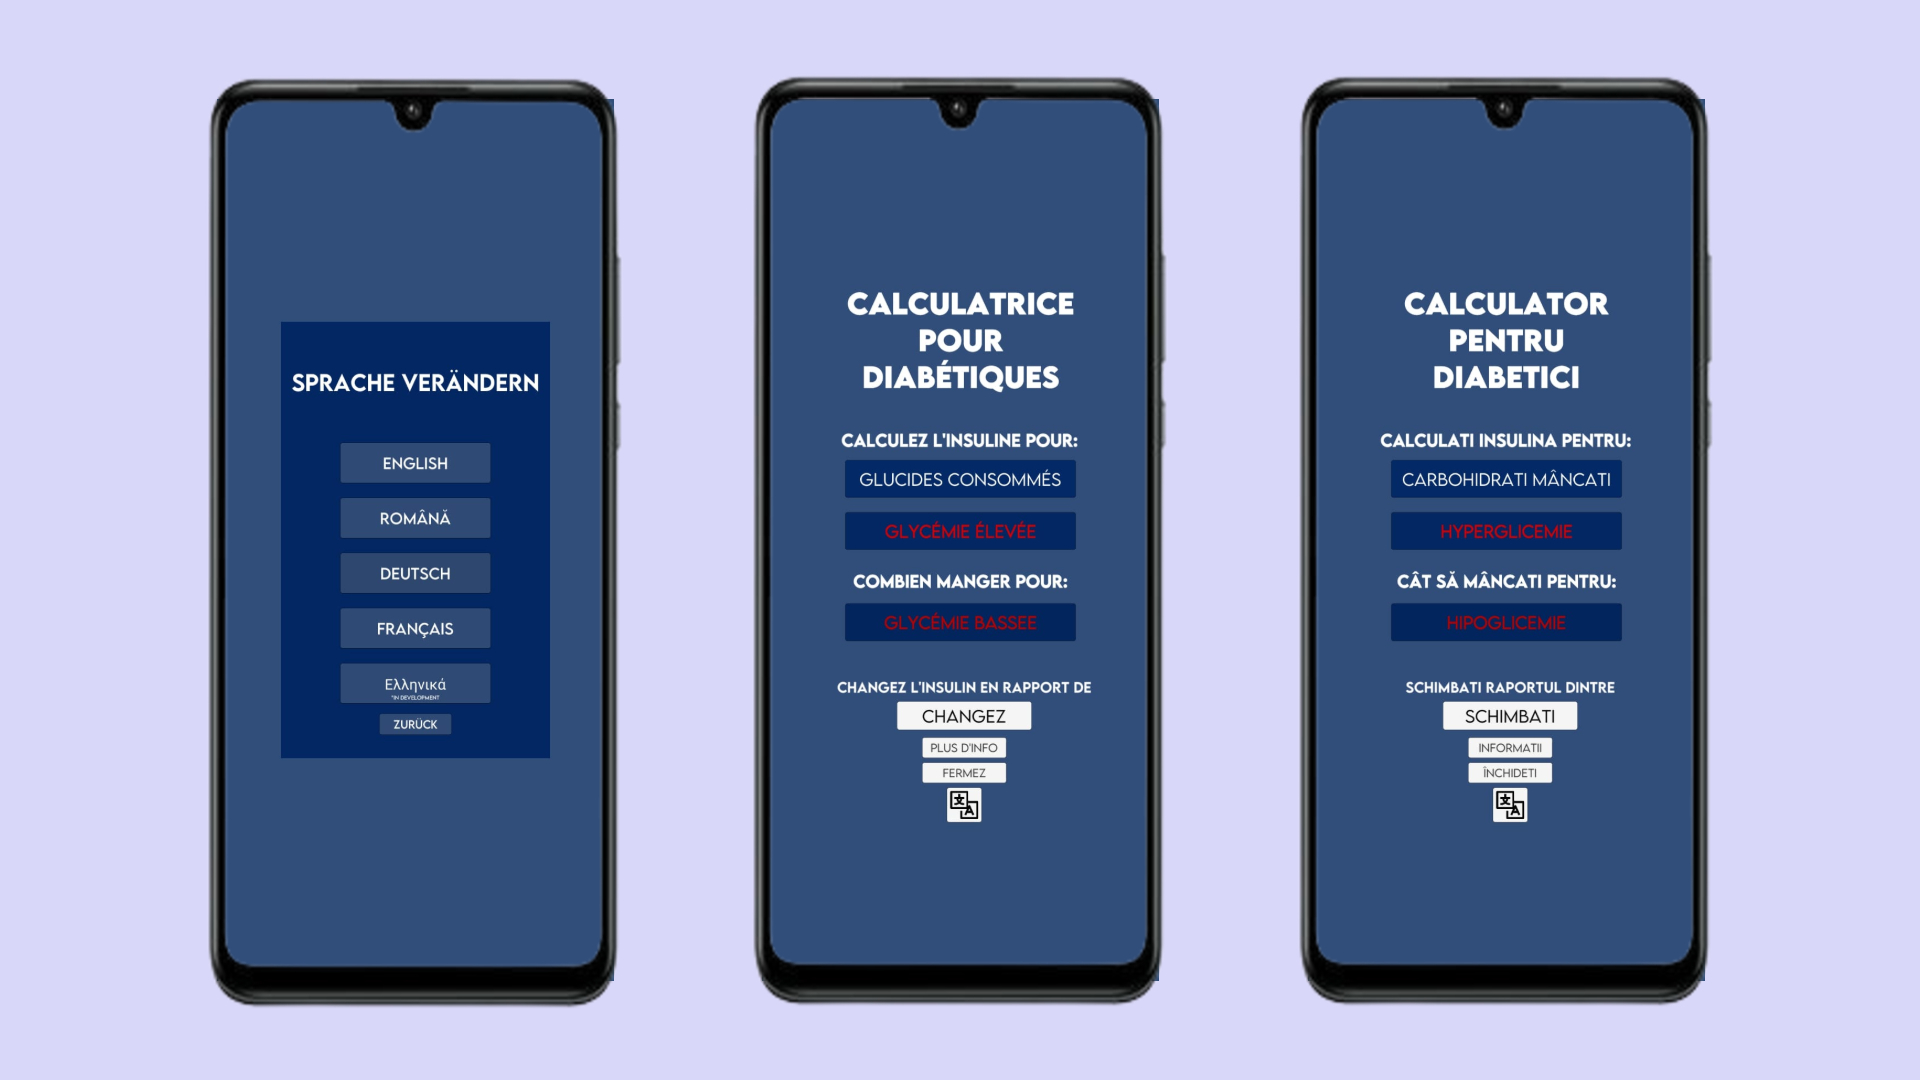 SPRACHE VERÄNDERN
ENGLISH
ROMÂNĂ
DEUTSCH
FRANÇAIS
Ελληνικά
*IN DEVELOPMENT
ZURÜCK
CALCULATRICE
POUR
DIABÉTIQUES
CALCULEZ L'INSULINE POUR:
GLUCIDES CONSOMMÉS
GLYCÉMIE ÉLEVÉE
COMBIEN MANGER POUR:
GLYCÉMIE BASSEE
CHANGEZ L'INSULIN EN RAPPORT DE
CHANGEZ
PLUS D'INFO
FERMEZ
文
A
CALCULATOR
PENTRU
DIABETICI
CALCULATI INSULINA PENTRU:
CARBOHIDRATI MÂNCATI
HYPERGLICEMIE
CÂT SĂ MÂNCATI PENTRU:
HIPOGLICEMIE
SCHIMBATI RAPORTUL DINTRE
SCHIMBATI
INFORMATII
ÎNCHIDETI
文
A